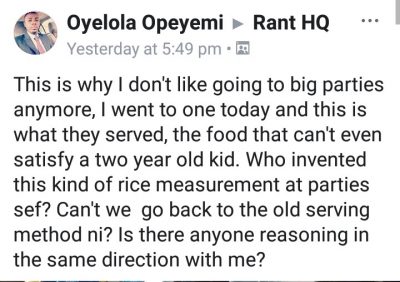 Oyelola Opeyemi ▸ Rant HQ
Yesterday at 5:49 pm •
This is why I don't like going to big parties
anymore, I went to one today and this is
what they served, the food that can't even
satisfy a two year old kid. Who invented
this kind of rice measurement at parties
sef? Can't we  go back to the old serving
method ni? Is there anyone reasoning in
the same direction with me?